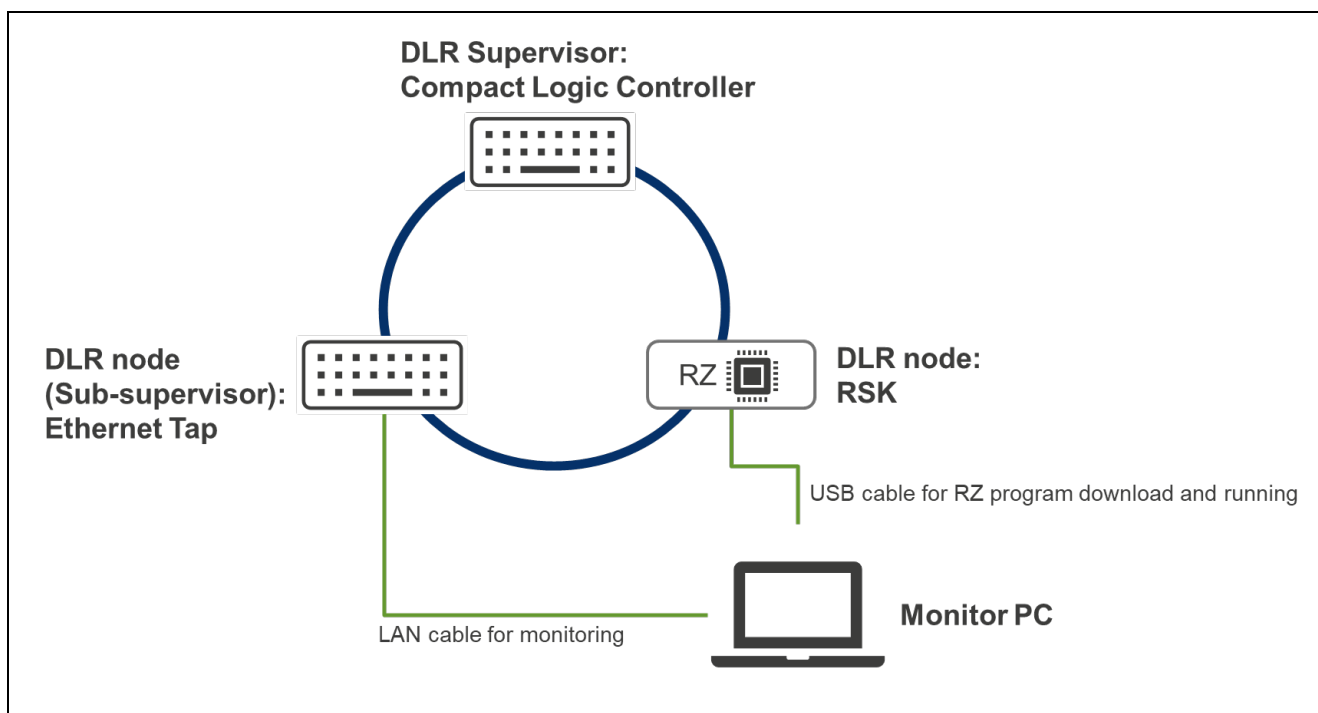 DLR Supervisor:
Compact Logic Controller
DLR node
(Sub-supervisor):
Ethernet Tap
RZ
DLR node:
RSK
USB cable for RZ program download and running
Monitor PC
LAN cable for monitoring